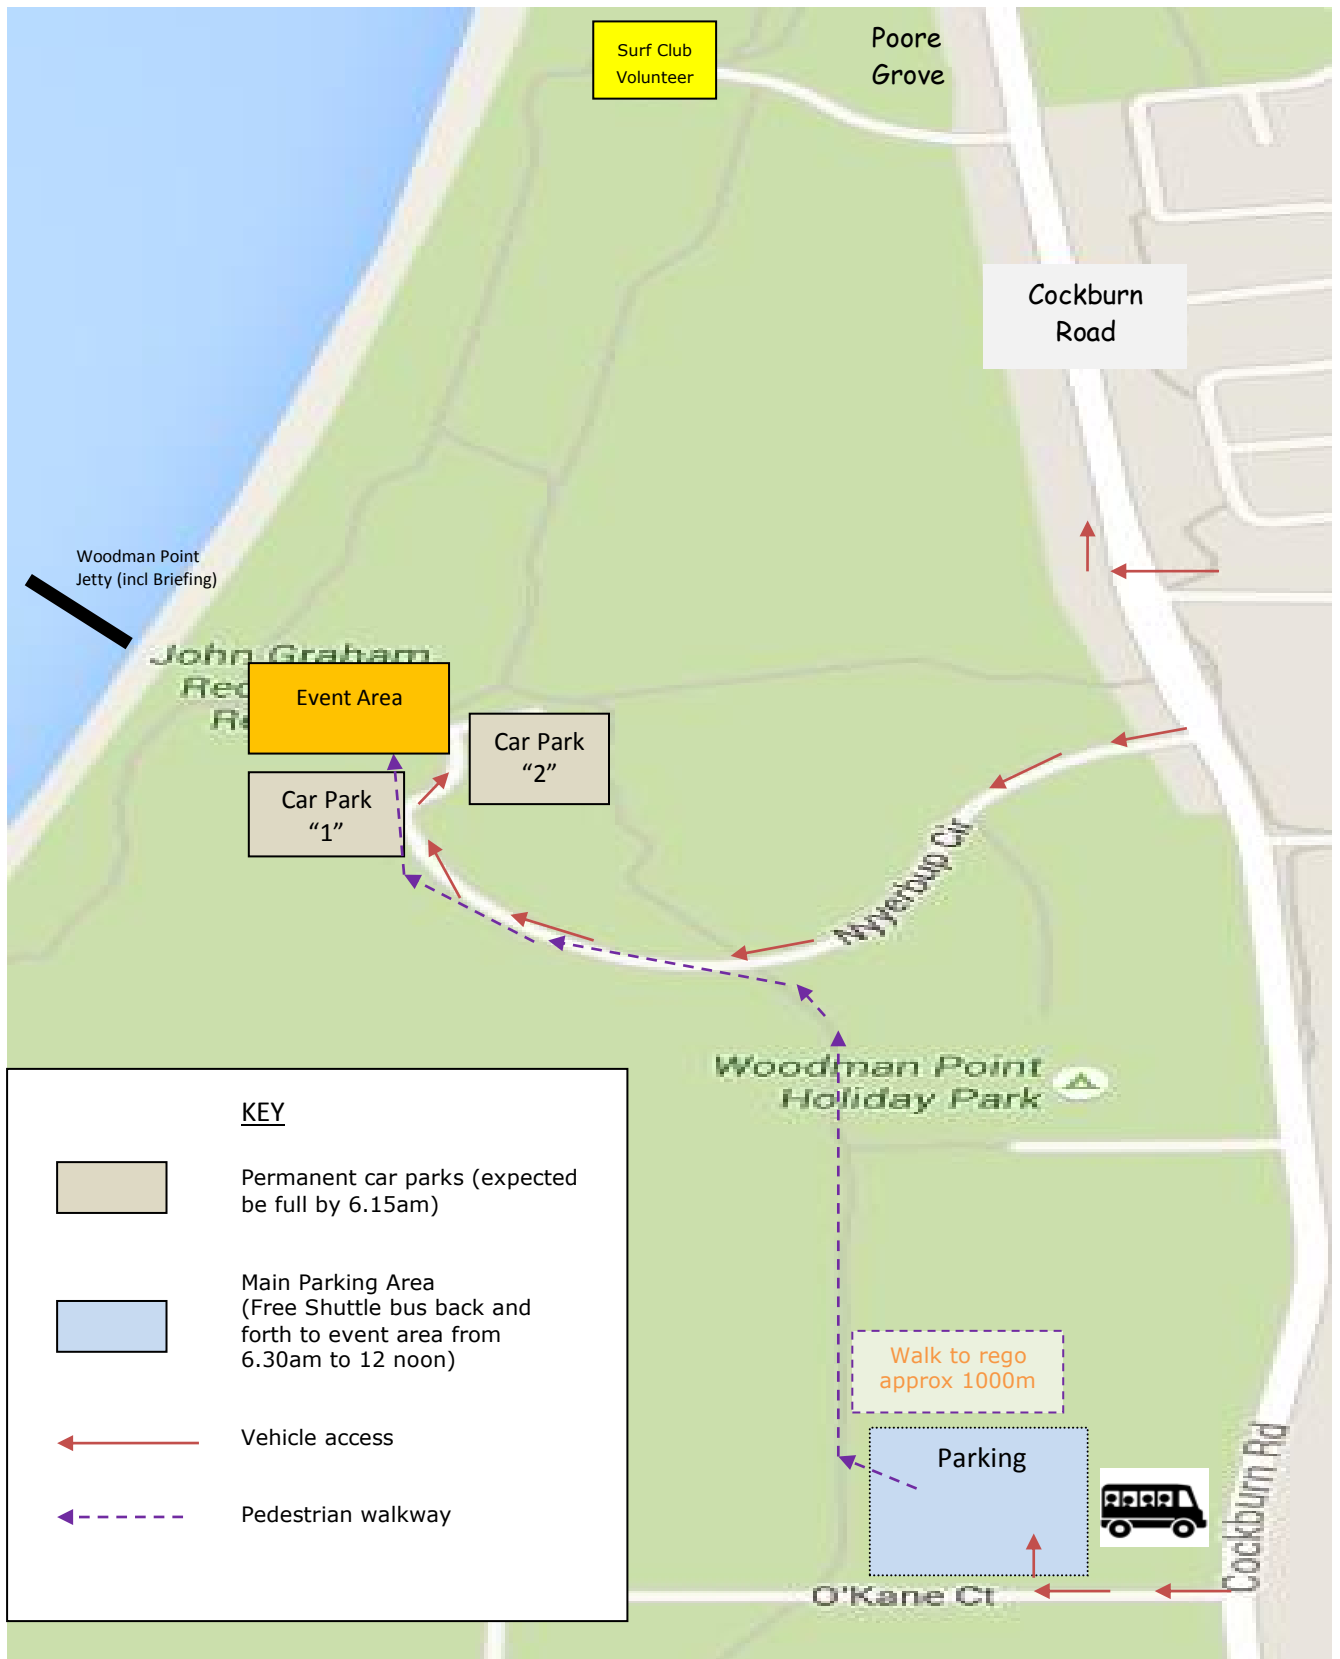 Surf Club
Volunteer
Poore
Grove
Cockburn
Road
Woodman Point
Jetty (incl Briefing)
John Graham
Event Area
Car Park
“2”
Car Park
“1”
Woodman Point
Holiday Park
KEY
Permanent car parks (expected
be full by 6.15am)
Main Parking Area
(Free Shuttle bus back and
forth to event area from
6.30am to 12 noon)
Vehicle access
Pedestrian walkway
Walk to rego
approx 1000m
Parking
Cockburn Rd
O'Kane Ct